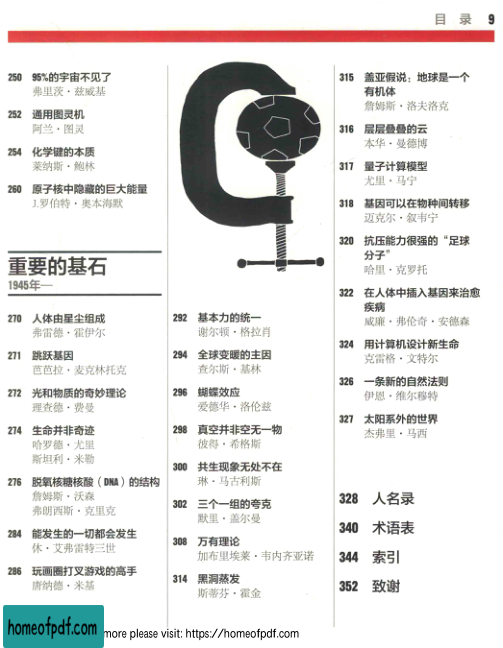 目 录 9
250 95%的宇宙不见了
弗里茨·兹威基
252 通用图灵机
阿兰·图灵
254 化学键的本质
莱纳斯·鲍林
260 原子核中隐藏的巨大能量
J.罗伯特·奥本海默
重要的基石
1945年—
270 人体由星尘组成
弗雷德·霍伊尔
271 跳跃基因
芭芭拉·麦克林托克
272 光和物质的奇妙理论
理查德·费曼
274 生命并非奇迹
哈罗德·尤里
斯坦利·米勒
276 脱氧核糖核酸（DNA）的结构
詹姆斯·沃森
弗朗西斯·克里克
284 能发生的一切都会发生
休·艾弗雷特三世
286 玩画圈打叉游戏的高手
唐纳德·米基
292 基本力的统一
谢尔顿·格拉肖
294 全球变暖的主因
查尔斯·基林
296 蝴蝶效应
爱德华·洛伦兹
298 真空并非空无一物
彼得·希格斯
300 共生现象无处不在
琳·马古利斯
302 三个一组的夸克
默里·盖尔曼
308 万有理论
加布里埃莱·韦内齐亚诺
314 黑洞蒸发
斯蒂芬·霍金
315 盖亚假说：地球是一个
有机体
詹姆斯·洛夫洛克
316 层层叠叠的云
本华·曼德博
317 量子计算模型
尤里·马宁
318 基因可以在物种间转移
迈克尔·叙韦宁
320 抗压能力很强的“足球
分子”
哈里·克罗托
322 在人体中插入基因来治愈
疾病
威廉·弗伦奇·安德森
324 用计算机设计新生命
克雷格·文特尔
326 一条新的自然法则
伊恩·维尔穆特
327 太阳系外的世界
杰弗里·马西
328 人名录
340 术语表
344 索引
352 致谢
homeofpdf.com
more please visit: https://homeofpdf.com